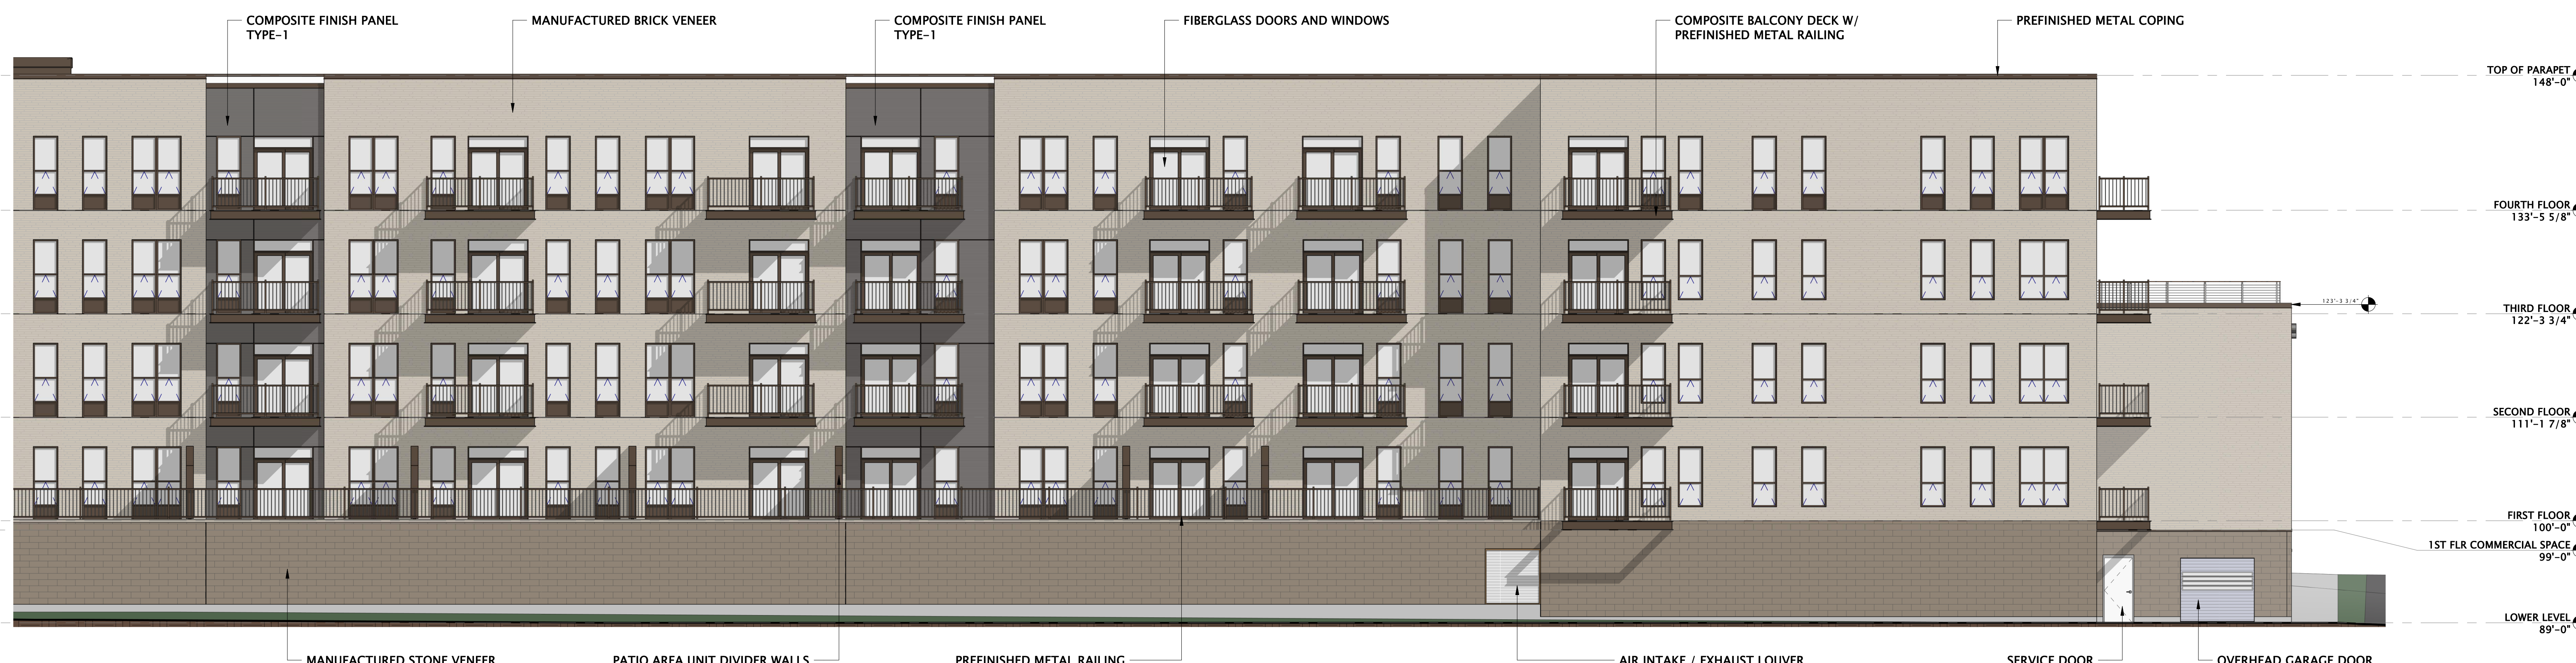 COMPOSITE FINISH PANEL
TYPE-1
MANUFACTURED BRICK VENEER
COMPOSITE FINISH PANEL
TYPE-1
FIBERGLASS DOORS AND WINDOWS
COMPOSITE BALCONY DECK W/
PREFINISHED METAL RAILING
PREFINISHED METAL COPING
TOP OF PARAPET
148'-0"
FOURTH FLOOR
133'-5 5/8"
123'-3 3/4"
THIRD FLOOR
122'-3 3/4"
SECOND FLOOR
111'-1 7/8"
FIRST FLOOR
100'-0"
1ST FLR COMMERCIAL SPACE
99'-0"
LOWER LEVEL
89'-0"
MANUFACTURED STONE VENEER
PATIO AREA UNIT DIVIDER WALLS
PREFINISHED METAL RAILING
AIR INTAKE / EXHAUST LOUVER
SERVICE DOOR
OVERHEAD GARAGE DOOR